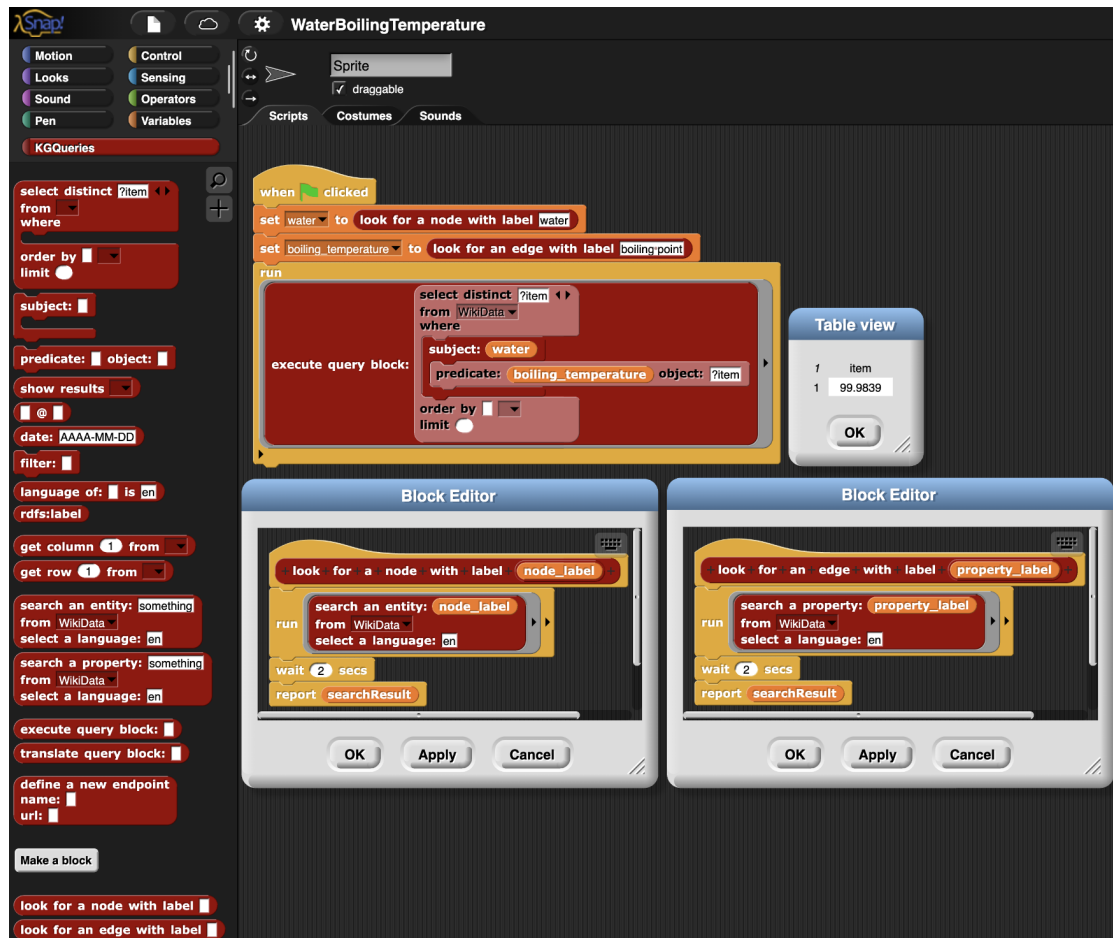 λSnap!
WaterBoilingTemperature
Motion Control
Looks Sensing
Sound Operators
Pen Variables
KGQueries
select distinct ?item
from
where
order by
limit
subject:
predicate: object:
show results
@
date: AAAA-MM-DD
filter:
language of: is en
rdfs:label
get column 1 from
get row 1 from
search an entity: something
from WikiData
select a language: en
search a property: something
from WikiData
select a language: en
execute query block:
translate query block:
define a new endpoint
name:
url:
Make a block
look for a node with label
look for an edge with label
Sprite
draggable
Scripts Costumes Sounds
when clicked
set water to look for a node with label water
set boiling_temperature to look for an edge with label boiling·point
run
execute query block:
select distinct ?item
from WikiData
where
subject: water
predicate: boiling_temperature object: ?item
order by
limit
Table view
1 item
1 99.9839
OK
Block Editor
look for a node with label node_label
run
search an entity: node_label
from WikiData
select a language: en
wait 2 secs
report searchResult
OK Apply Cancel
Block Editor
look for an edge with label property_label
run
search a property: property_label
from WikiData
select a language: en
wait 2 secs
report searchResult
OK Apply Cancel